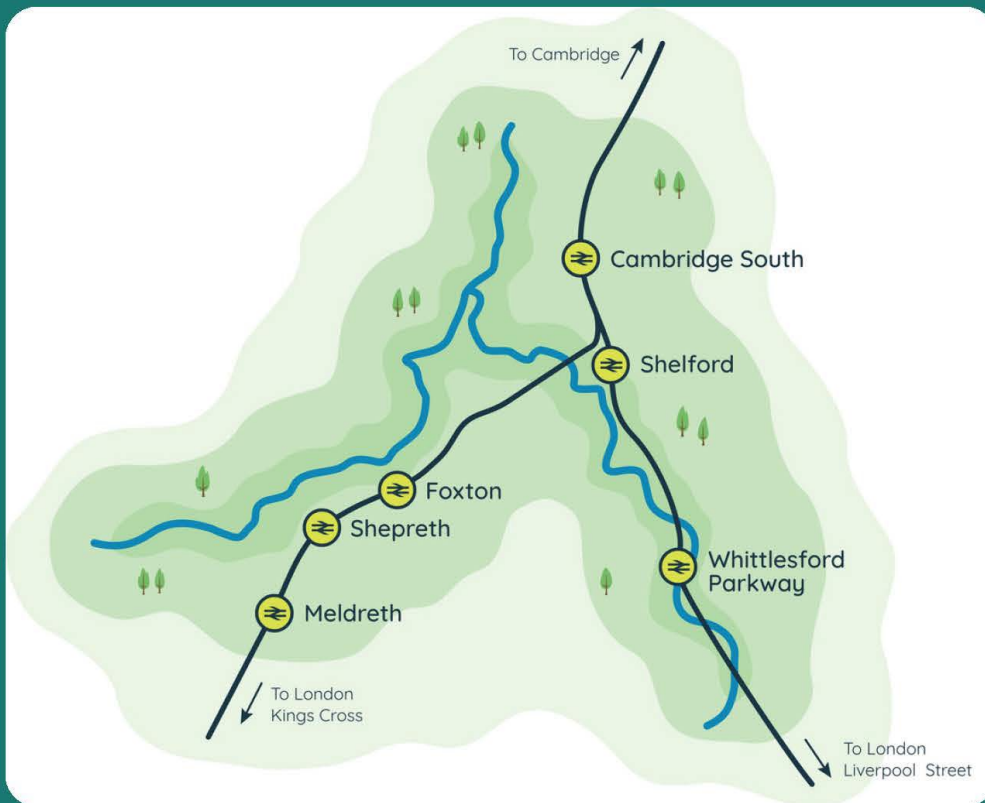 To Cambridge
Cambridge South
Shelford
Foxton
Shepreth
Whittlesford
Parkway
Meldreth
To London
Kings Cross
To London
Liverpool Street